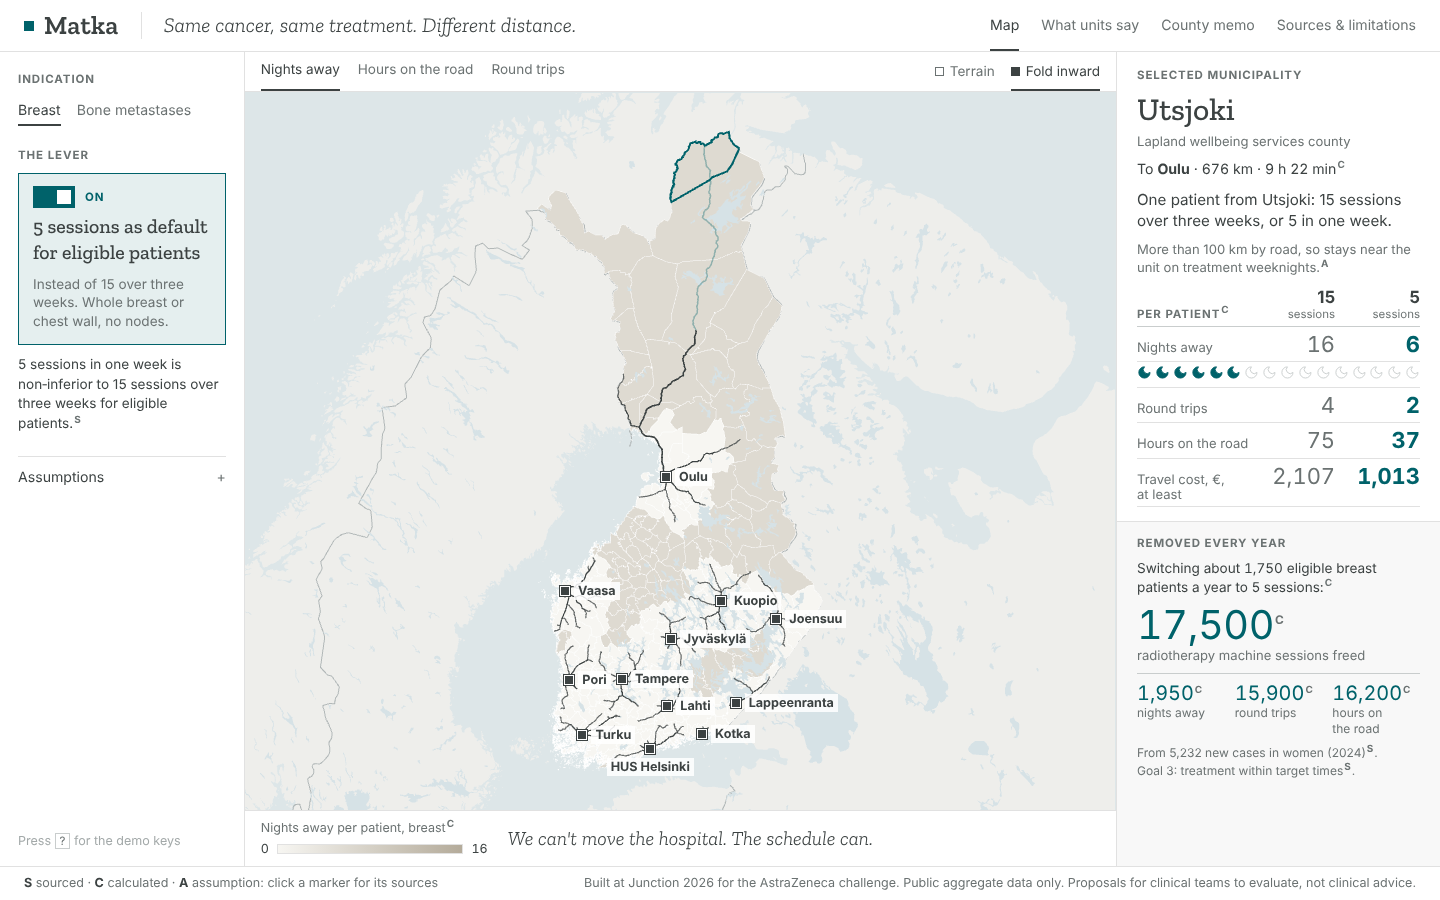 Matka
Same cancer, same treatment. Different distance.
Map
What units say
County memo
Sources & limitations
INDICATION
Breast
Bone metastases
THE LEVER
ON
5 sessions as default
for eligible patients
Instead of 15 over three
weeks. Whole breast or
chest wall, no nodes.
5 sessions in one week is
non-inferior to 15 sessions over
three weeks for eligible
patients.S
Assumptions +
Press ? for the demo keys
Nights away
Hours on the road
Round trips
Terrain
Fold inward
Oulu
Vaasa
Kuopio
Joensuu
Jyväskylä
Pori
Tampere
Lahti
Lappeenranta
Turku
Kotka
HUS Helsinki
Nights away per patient, breastC
0 16
We can't move the hospital. The schedule can.
SELECTED MUNICIPALITY
Utsjoki
Lapland wellbeing services county
To Oulu · 676 km · 9 h 22 minC
One patient from Utsjoki: 15 sessions
over three weeks, or 5 in one week.
More than 100 km by road, so stays near the
unit on treatment weeknights.A
PER PATIENTC
15
sessions
5
sessions
Nights away 16 6
Round trips 4 2
Hours on the road 75 37
Travel cost, €,
at least
2,107 1,013
REMOVED EVERY YEAR
Switching about 1,750 eligible breast
patients a year to 5 sessions:C
17,500C
radiotherapy machine sessions freed
1,950C
nights away
15,900C
round trips
16,200C
hours on
the road
From 5,232 new cases in women (2024)S.
Goal 3: treatment within target timesS.
S sourced · C calculated · A assumption: click a marker for its sources
Built at Junction 2026 for the AstraZeneca challenge. Public aggregate data only. Proposals for clinical teams to evaluate, not clinical advice.